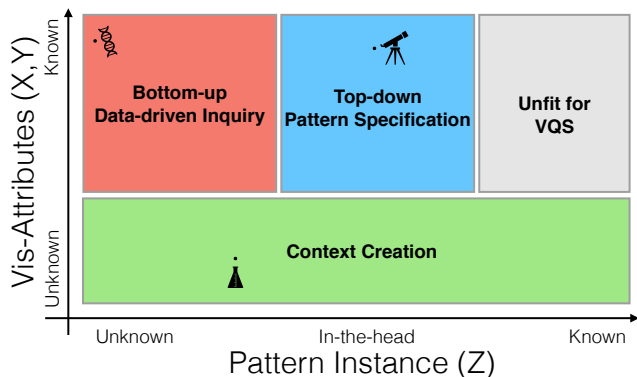 Vis-Attributes (X,Y)
Known
Unknown
Bottom-up
Data-driven Inquiry
Top-down
Pattern Specification
Unfit for
VQS
Context Creation
Unknown
In-the-head
Known
Pattern Instance (Z)